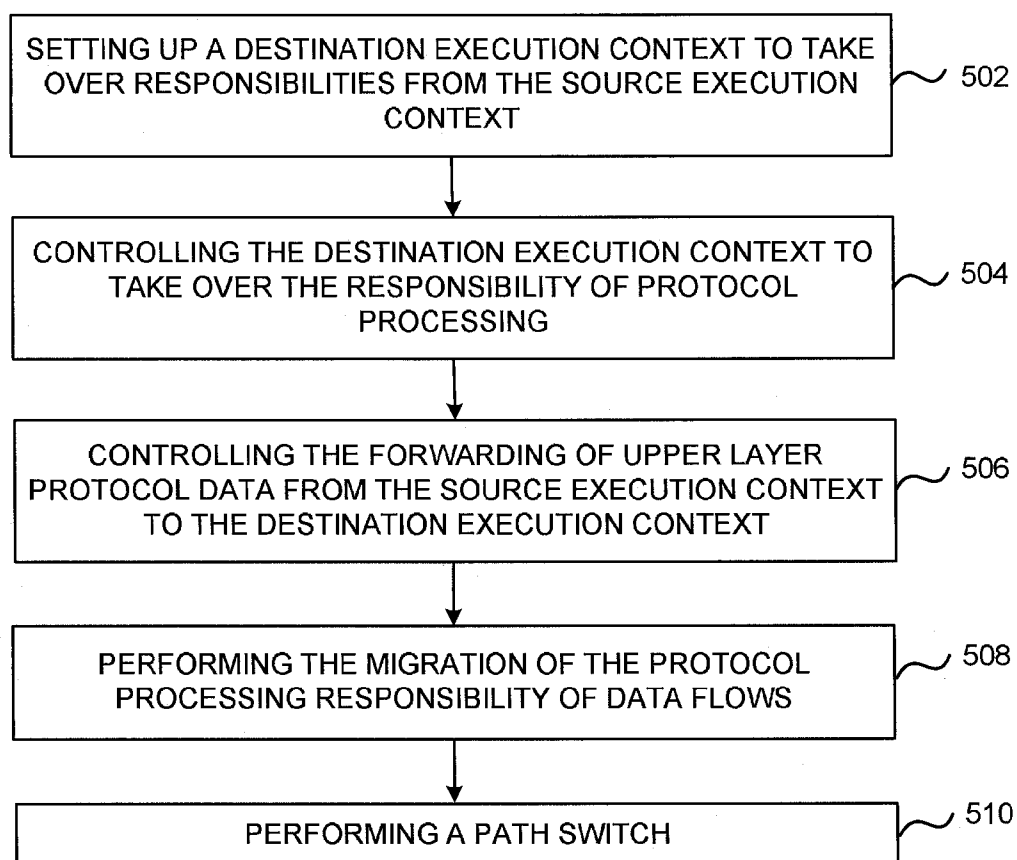 SETTING UP A DESTINATION EXECUTION CONTEXT TO TAKE
OVER RESPONSIBILITIES FROM THE SOURCE EXECUTION
CONTEXT
502
CONTROLLING THE DESTINATION EXECUTION CONTEXT TO
TAKE OVER THE RESPONSIBILITY OF PROTOCOL
PROCESSING
504
CONTROLLING THE FORWARDING OF UPPER LAYER
PROTOCOL DATA FROM THE SOURCE EXECUTION CONTEXT
TO THE DESTINATION EXECUTION CONTEXT
506
PERFORMING THE MIGRATION OF THE PROTOCOL
PROCESSING RESPONSIBILITY OF DATA FLOWS
508
PERFORMING A PATH SWITCH
510